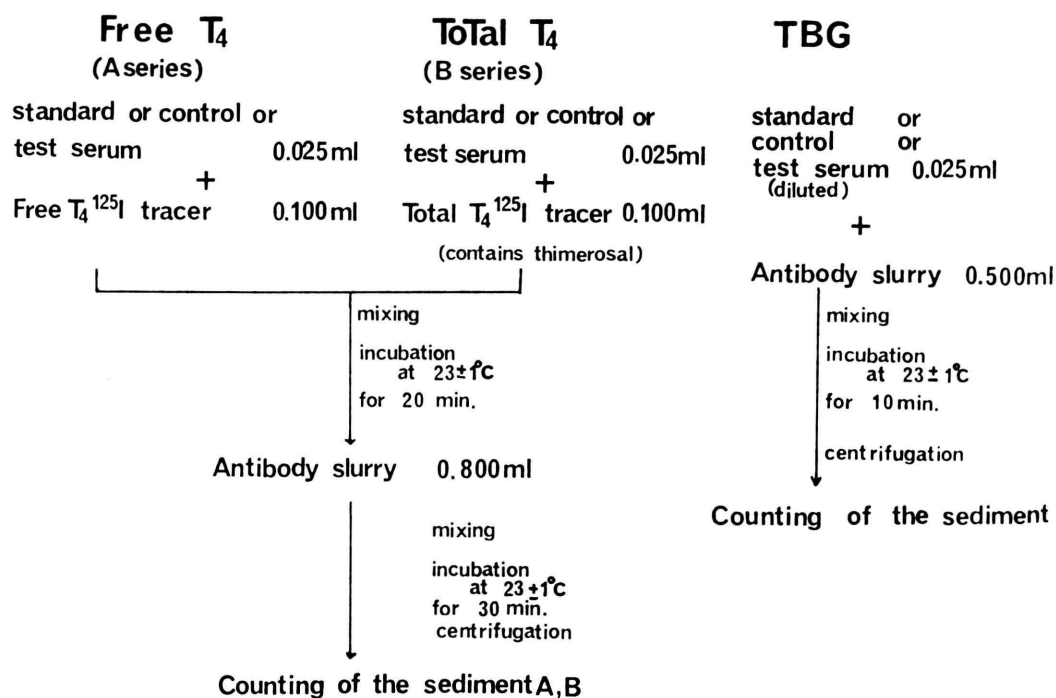 Free T₄
(A series)
standard or control or
test serum 0.025ml
+
Free T₄ ¹²⁵I tracer 0.100ml
ToTal T₄
(B series)
standard or control or
test serum 0.025ml
+
Total T₄ ¹²⁵I tracer 0.100ml
(contains thimerosal)
mixing
incubation
at 23±1°C
for 20 min.
Antibody slurry 0.800ml
mixing
incubation
at 23±1°C
for 30 min.
centrifugation
Counting of the sediment A,B
TBG
standard or
control or
test serum 0.025ml
(diluted)
+
Antibody slurry 0.500ml
mixing
incubation
at 23±1°C
for 10 min.
centrifugation
Counting of the sediment